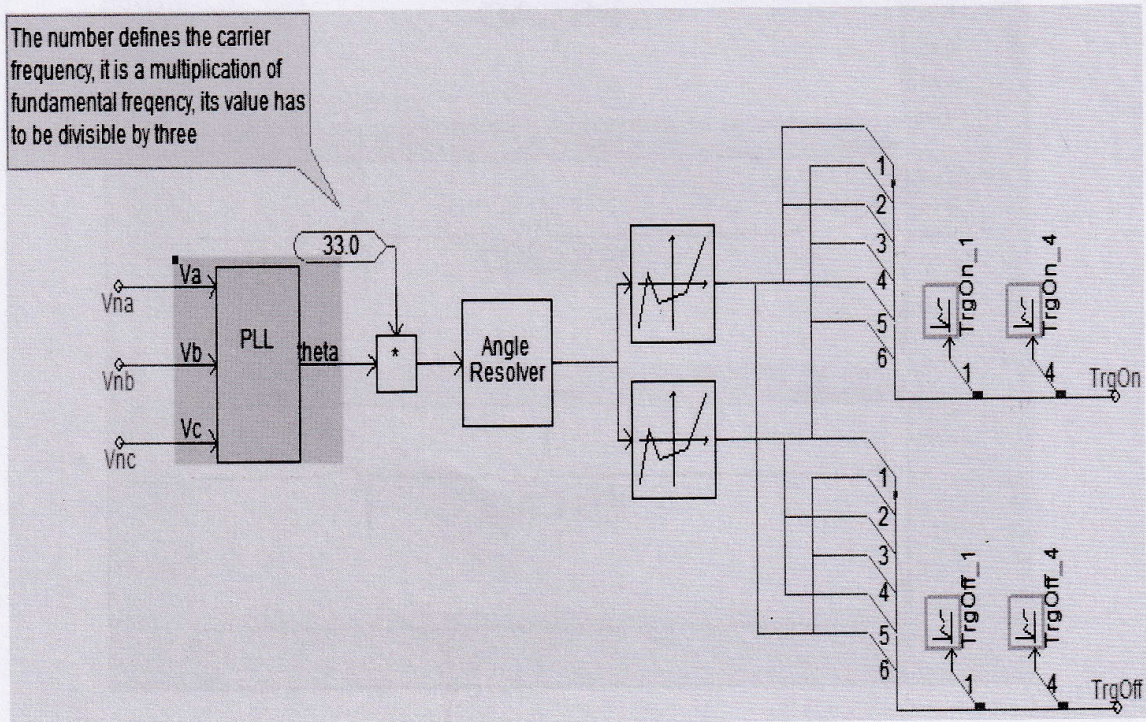 The number defines the carrier
frequency, it is a multiplication of
fundamental freqency, its value has
to be divisible by three
33.0
Va
Vna
PLL
Vb
Vnb
theta
*
Angle
Resolver
Vc
Vnc
1
2
3
4
5
6
TrgOn_1
TrgOn_4
1
4
TrgOn
1
2
3
4
5
6
TrgOff_1
TrgOff_4
1
4
TrgOff